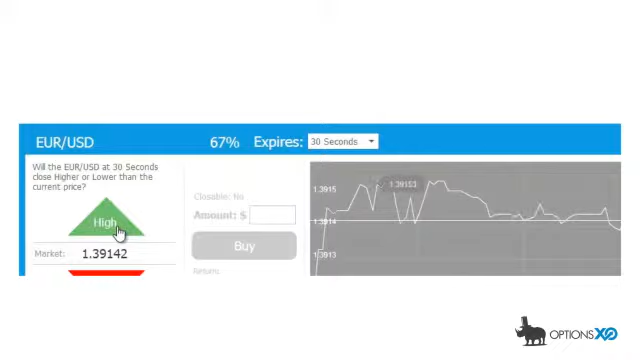 EUR/USD 67% Expires: 30 Seconds
Will the EUR/USD at 30 Seconds
close Higher or Lower than the
current price?
High
Market: 1.39142
Closable: No
Amount: $
Buy
Return:
1.3915
1.39153
1.3914
1.3913
OPTIONSXO